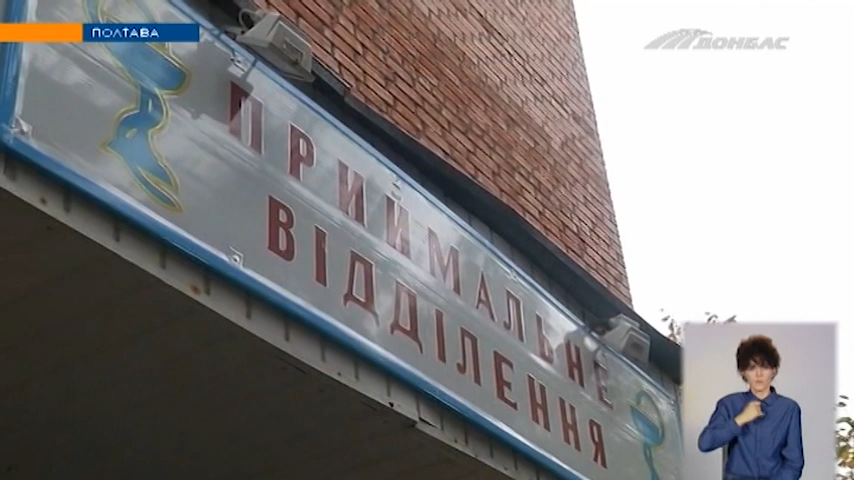 ПОЛТАВА
ДОНБАС
ПРИЙМАЛЬНЕ
ВІДДІЛЕННЯ